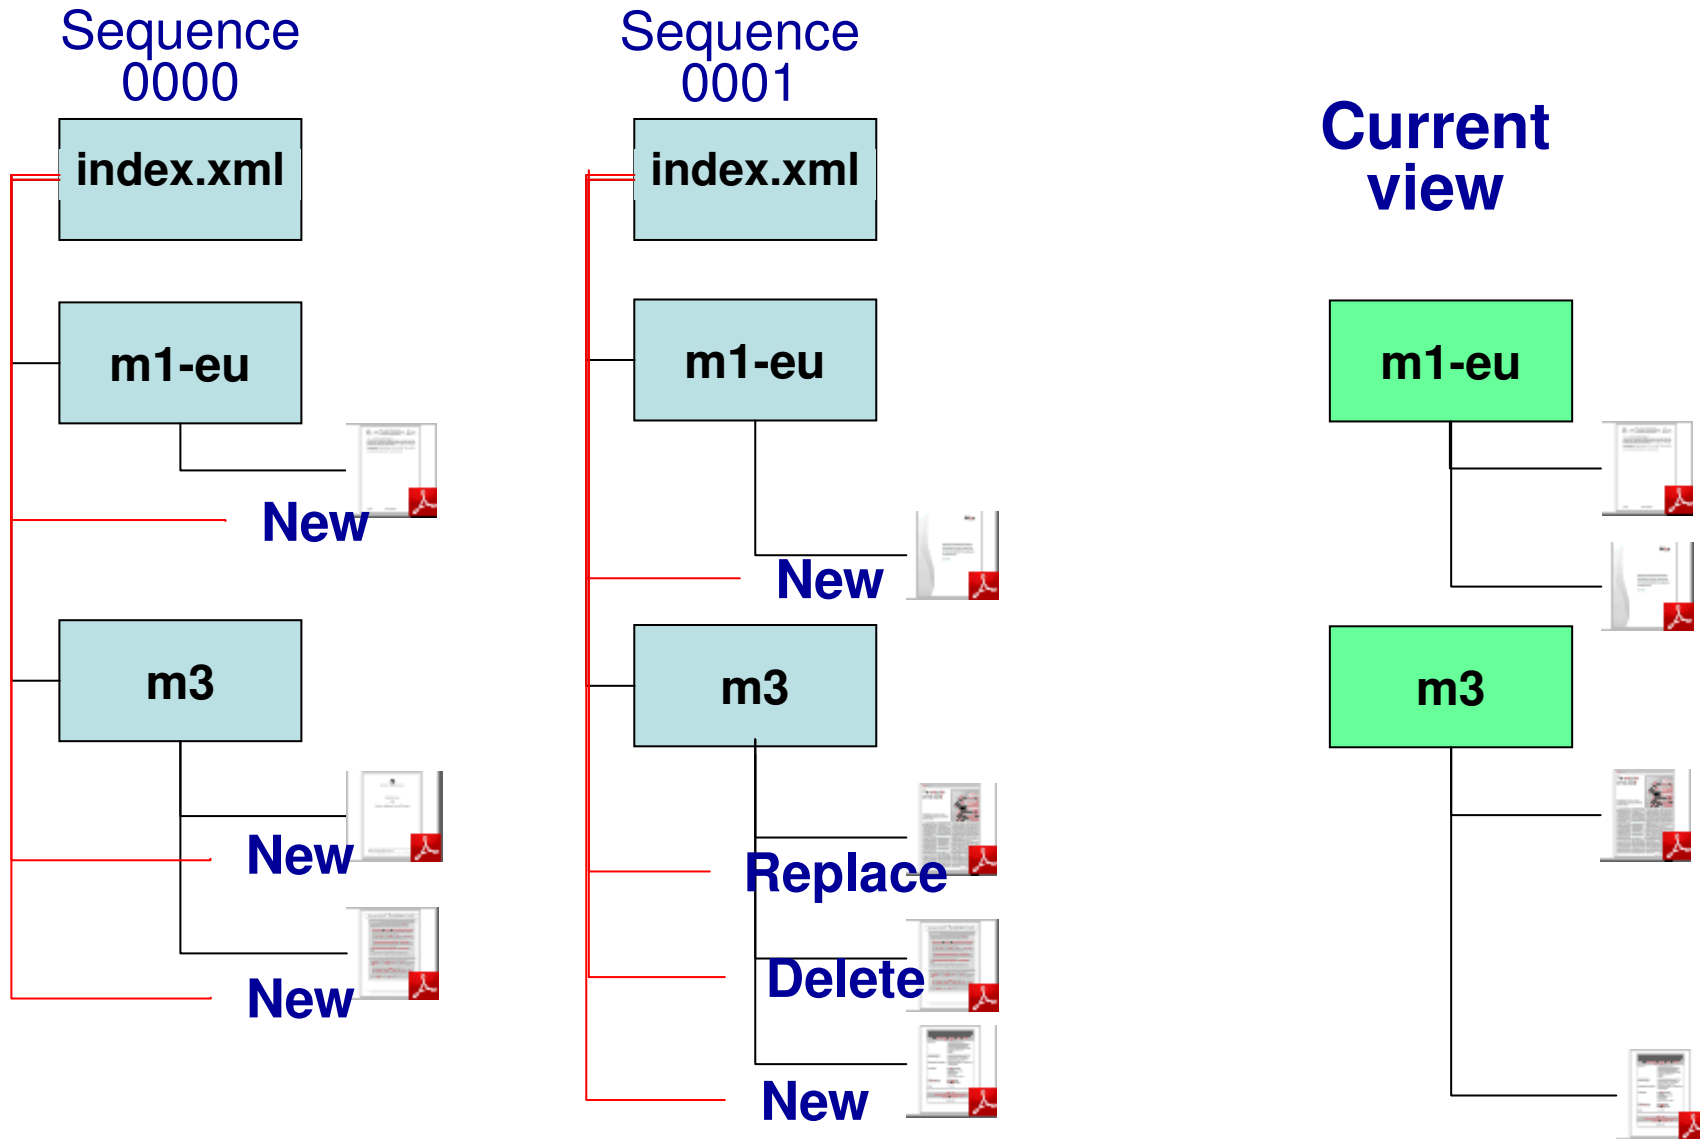 Sequence
0000
index.xml
m1-eu
New
m3
New
New
Sequence
0001
index.xml
m1-eu
New
m3
Replace
Delete
New
Current
view
m1-eu
m3